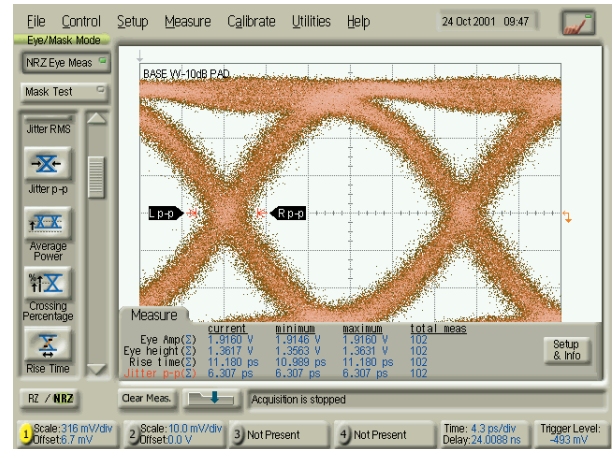 File Control Setup Measure Calibrate Utilities Help 24 Oct 2001 09:47
Eye/Mask Mode
NRZ Eye Meas
Mask Test
Jitter RMS
Jitter p-p
Average
Power
Crossing
Percentage
Rise Time
BASE W-10dB PAD
L p-p R p-p
Measure
current minimum maximum total meas
Eye Amp(Σ) 1.9160 V 1.9146 V 1.9160 V 102
Eye height(Σ) 1.3617 V 1.3563 V 1.3631 V 102
Rise time(Σ) 11.180 ps 10.989 ps 11.180 ps 102
Jitter p-p(Σ) 6.307 ps 6.307 ps 6.307 ps 102
Setup
& Info
RZ / NRZ
Clear Meas. Acquisition is stopped
1 Scale:316 mV/div
Offset:6.7 mV
2 Scale:10.0 mV/div
Offset:0.0 V
3 Not Present
4 Not Present
Time: 4.3 ps/div
Delay:24.0088 ns
Trigger Level:
-493 mV